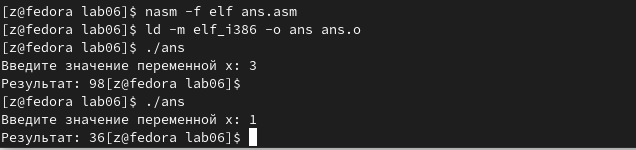 [z@fedora lab06]$ nasm -f elf ans.asm
[z@fedora lab06]$ ld -m elf_i386 -o ans ans.o
[z@fedora lab06]$ ./ans
Введите значение переменной х: 3
Результат: 98[z@fedora lab06]$
[z@fedora lab06]$ ./ans
Введите значение переменной х: 1
Результат: 36[z@fedora lab06]$